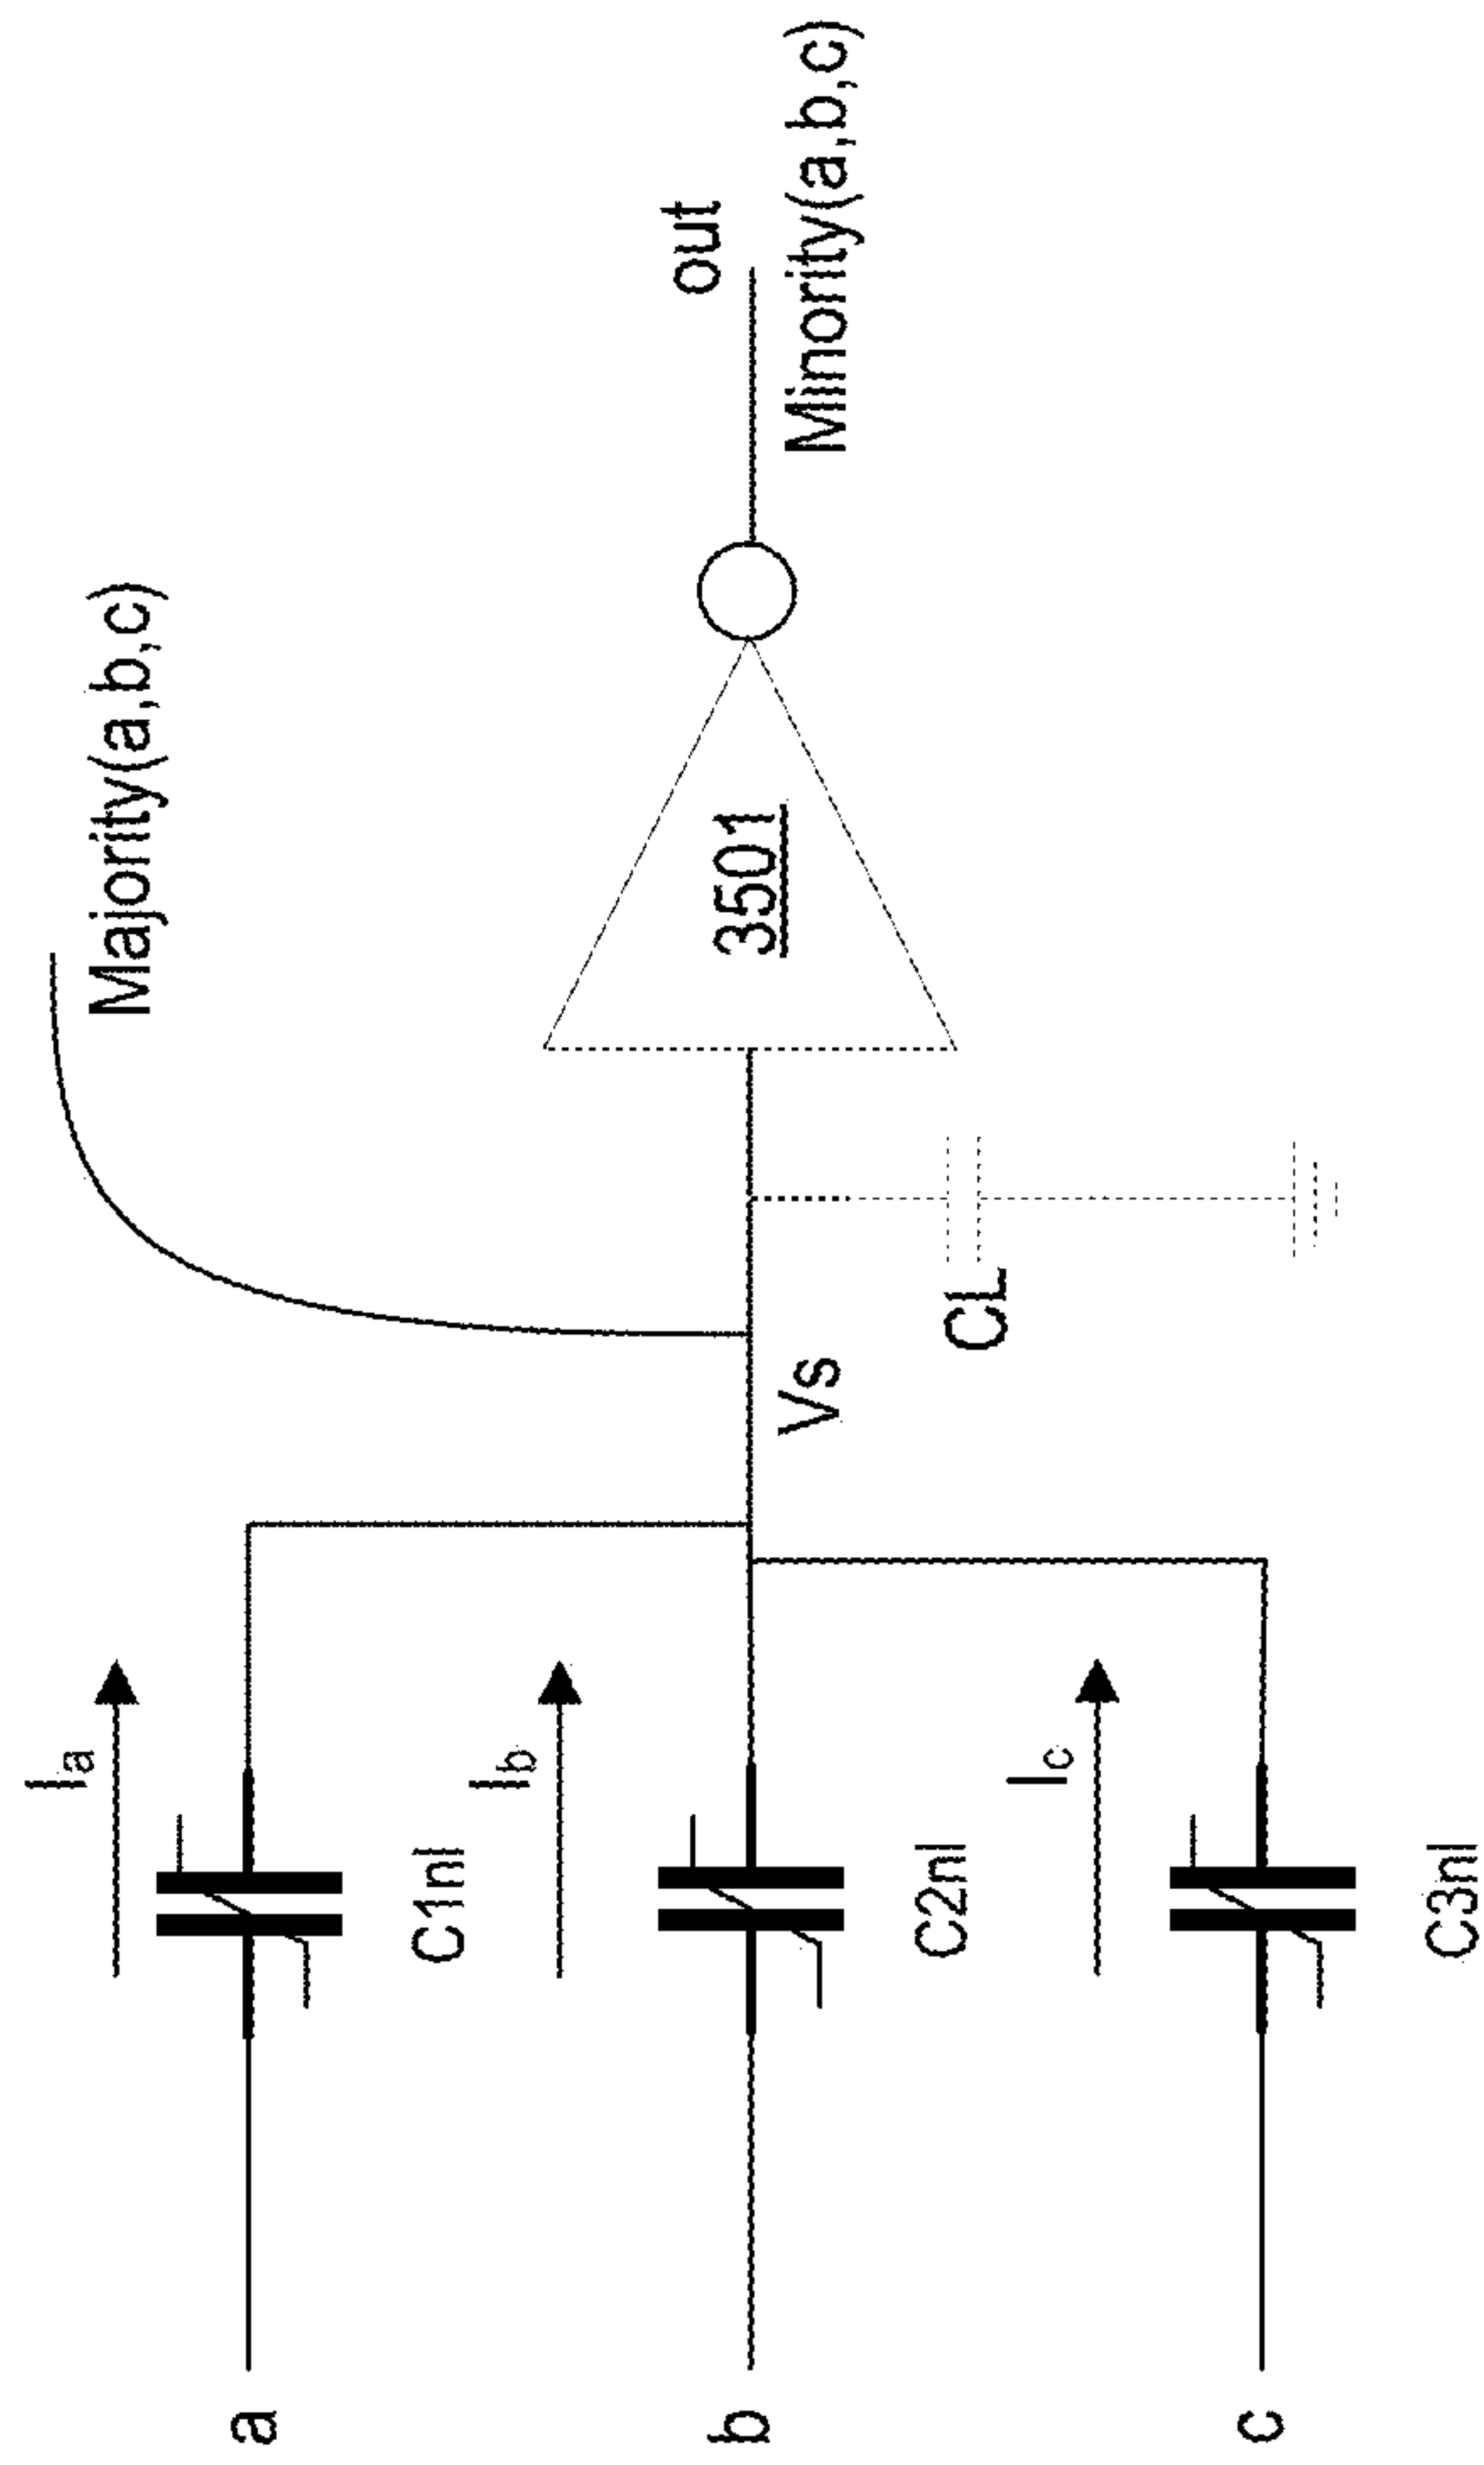 a
b
c
Ia
Ib
Ic
C1nl
C2nl
C3nl
Vs
CL
Majority(a,b,c)
3501
out
Minority(a,b,c)